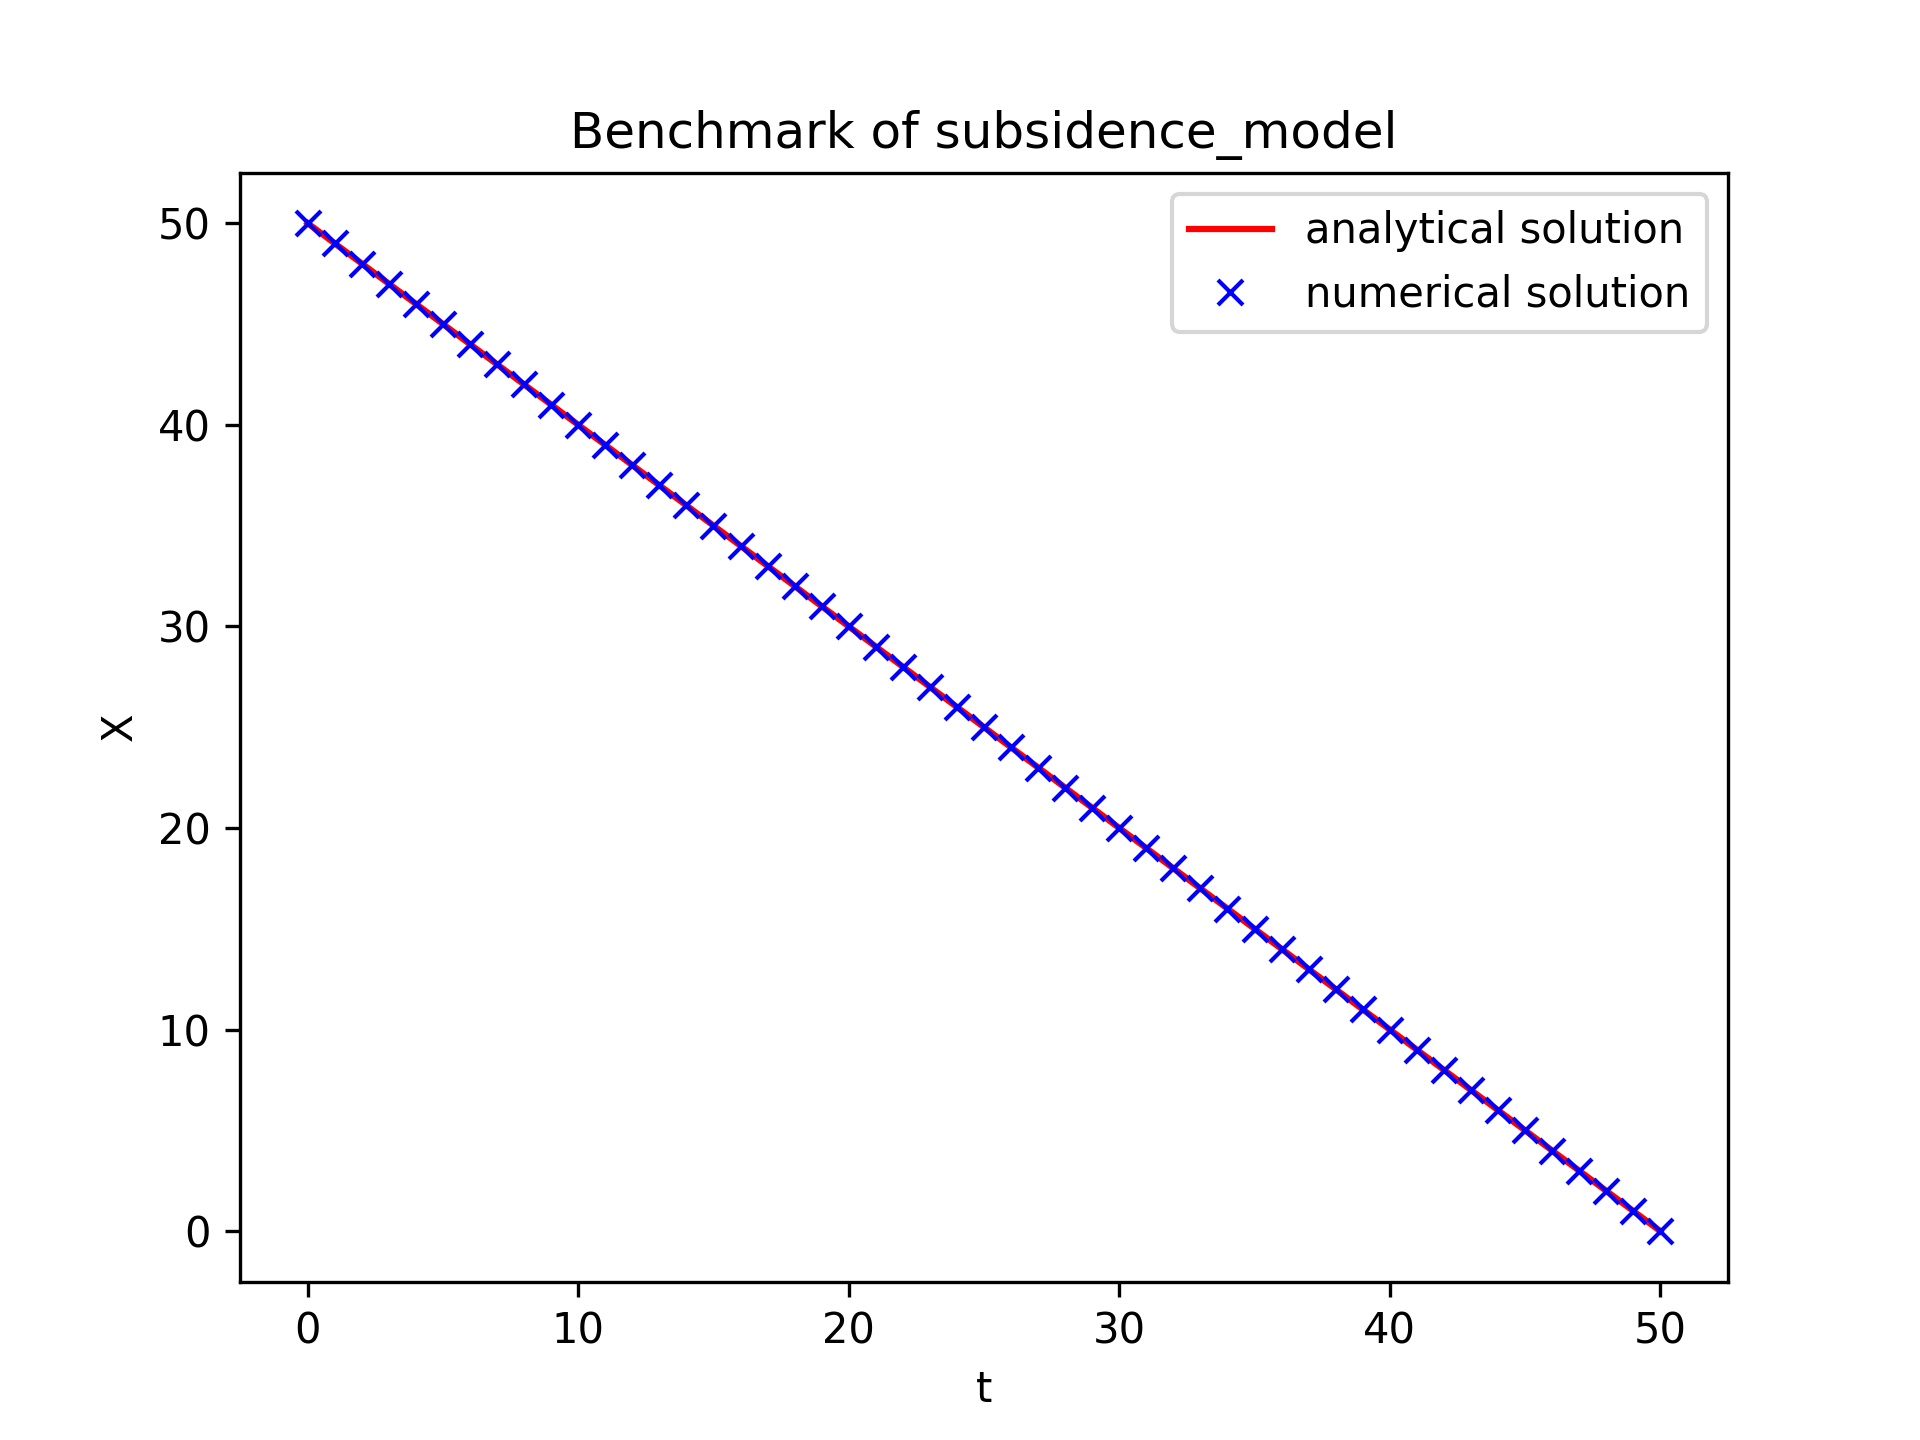 Benchmark of subsidence_model
analytical solution
numerical solution
50
40
30
20
10
0
X
0 10 20 30 40 50
t